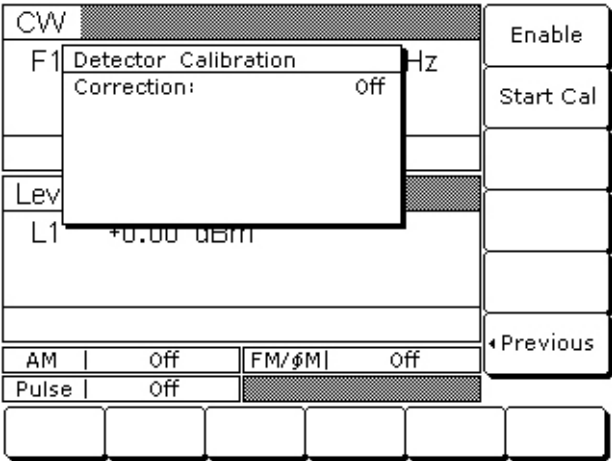 CW
Enable
F1
Detector Calibration
Hz
Correction: Off
Start Cal
Lev
L1 +0.00 dBm
◂Previous
AM | Off
FM/ϕM| Off
Pulse | Off